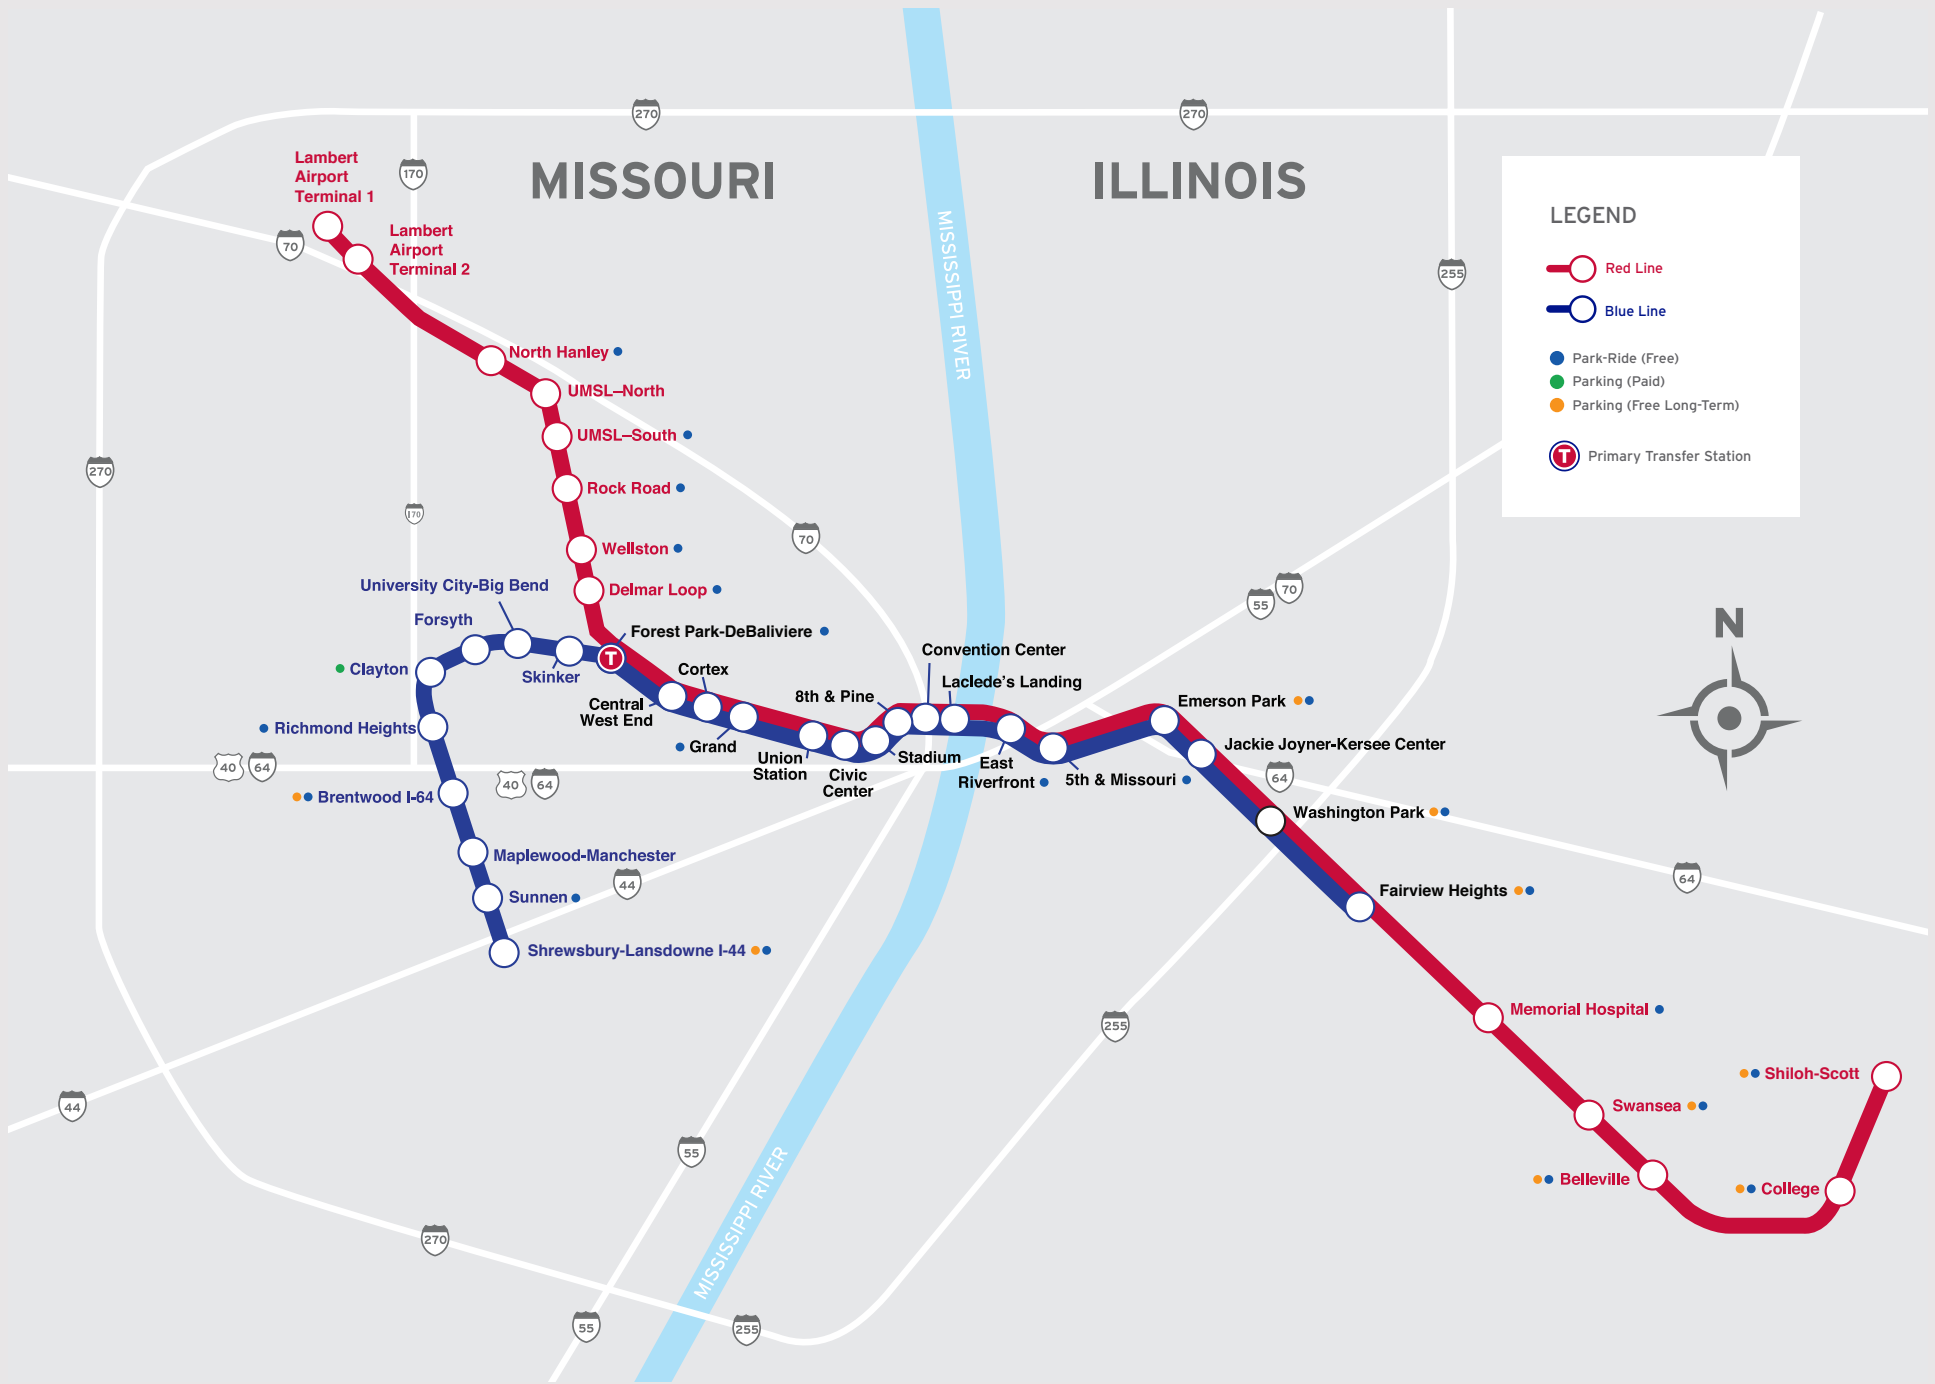 270
270
MISSOURI
ILLINOIS
Lambert
Airport
Terminal 1
170
70
Lambert
Airport
Terminal 2
MISSISSIPPI RIVER
255
LEGEND
Red Line
Blue Line
Park-Ride (Free)
Parking (Paid)
Parking (Free Long-Term)
T
Primary Transfer Station
North Hanley
UMSL–North
UMSL–South
270
Rock Road
170
70
Wellston
University City-Big Bend
Delmar Loop
55
70
Forsyth
Forest Park-DeBaliviere
T
N
Clayton
Skinker
Cortex
Convention Center
Laclede's Landing
8th & Pine
Central
West End
Emerson Park
Richmond Heights
Grand
Union
Station
Civic
Center
Stadium
East
Riverfront
5th & Missouri
Jackie Joyner-Kersee Center
40
64
40
64
64
Brentwood I-64
Washington Park
Maplewood-Manchester
44
64
Sunnen
Fairview Heights
Shrewsbury-Lansdowne I-44
Memorial Hospital
255
44
Shiloh-Scott
Swansea
55
Belleville
College
MISSISSIPPI RIVER
270
55
255